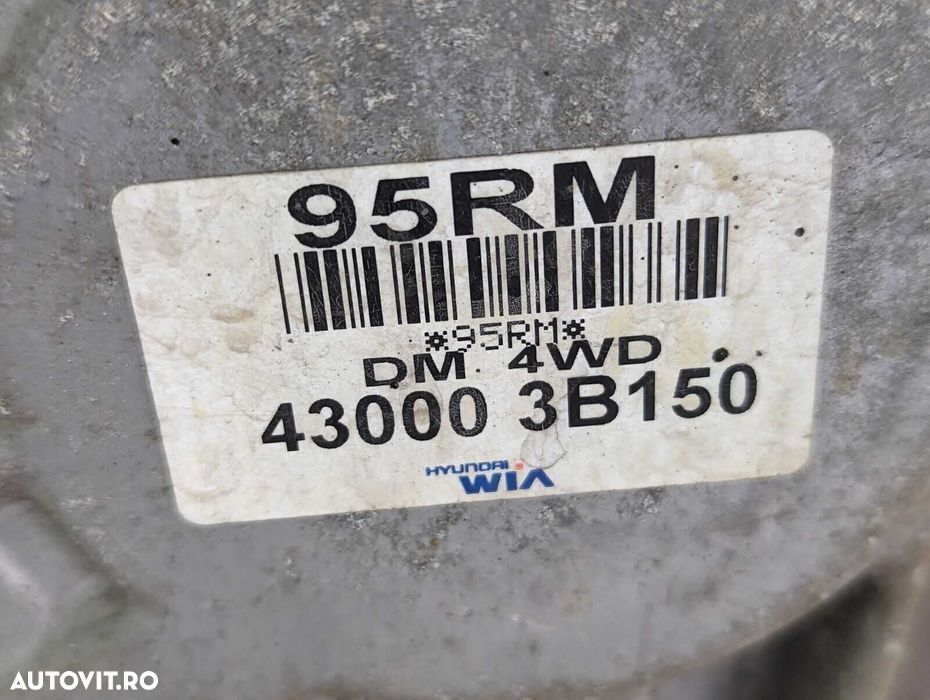 95RM
*95RM*
DM 4WD
43000 3B150
HYUNDAI
WIA
AUTOVIT.RO